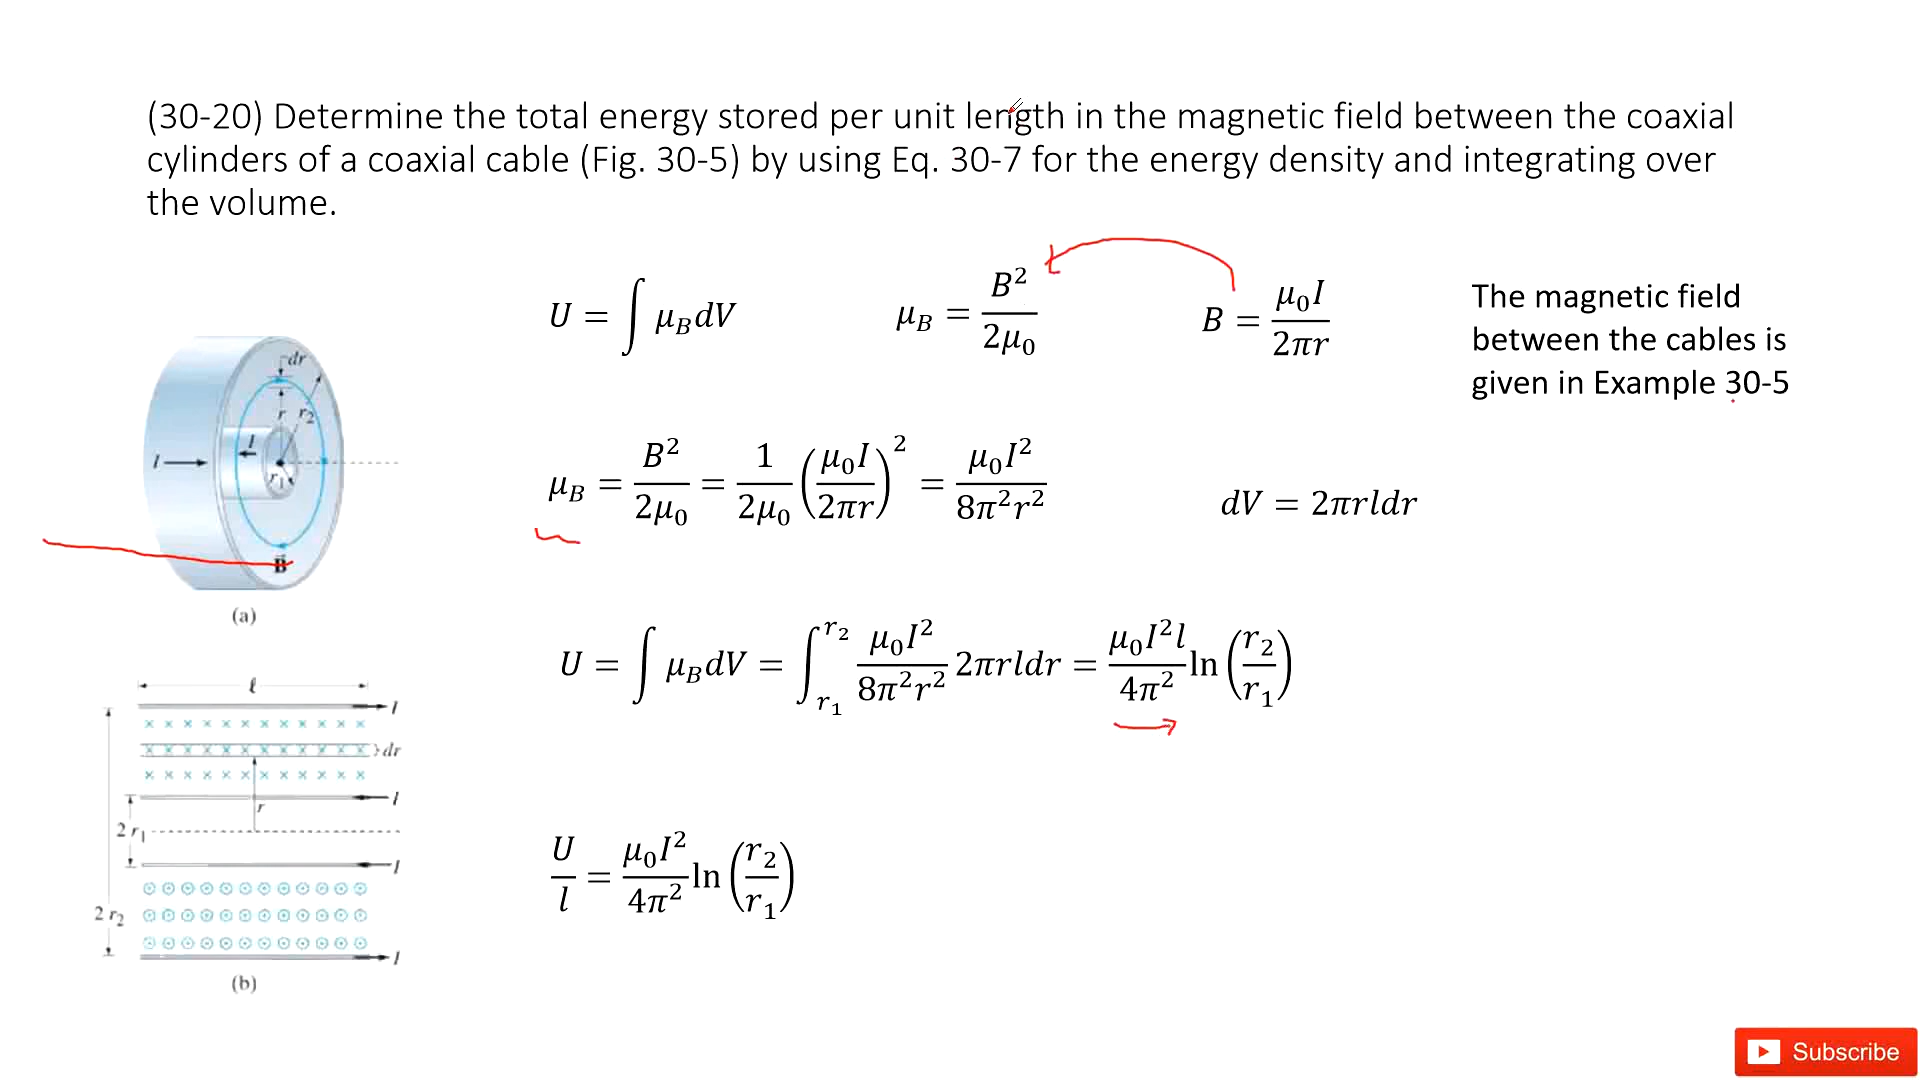 (30-20) Determine the total energy stored per unit length in the magnetic field between the coaxial
cylinders of a coaxial cable (Fig. 30-5) by using Eq. 30-7 for the energy density and integrating over
the volume.
U = ∫ μ_B dV
μ_B = B²/2μ₀
B = μ₀I/2πr
The magnetic field
between the cables is
given in Example 30-5
μ_B = B²/2μ₀ = 1/2μ₀ (μ₀I/2πr)² = μ₀I²/8π²r²
dV = 2πrldr
U = ∫ μ_B dV = ∫_{r₁}^{r₂} μ₀I²/8π²r² 2πrldr = μ₀I²l/4π² ln(r₂/r₁)
U/l = μ₀I²/4π² ln(r₂/r₁)
dr
r r₂
I
I
r₁
B⃗
(a)
ℓ
I
dr
I
r
2 r₁
I
2 r₂
I
(b)
Subscribe